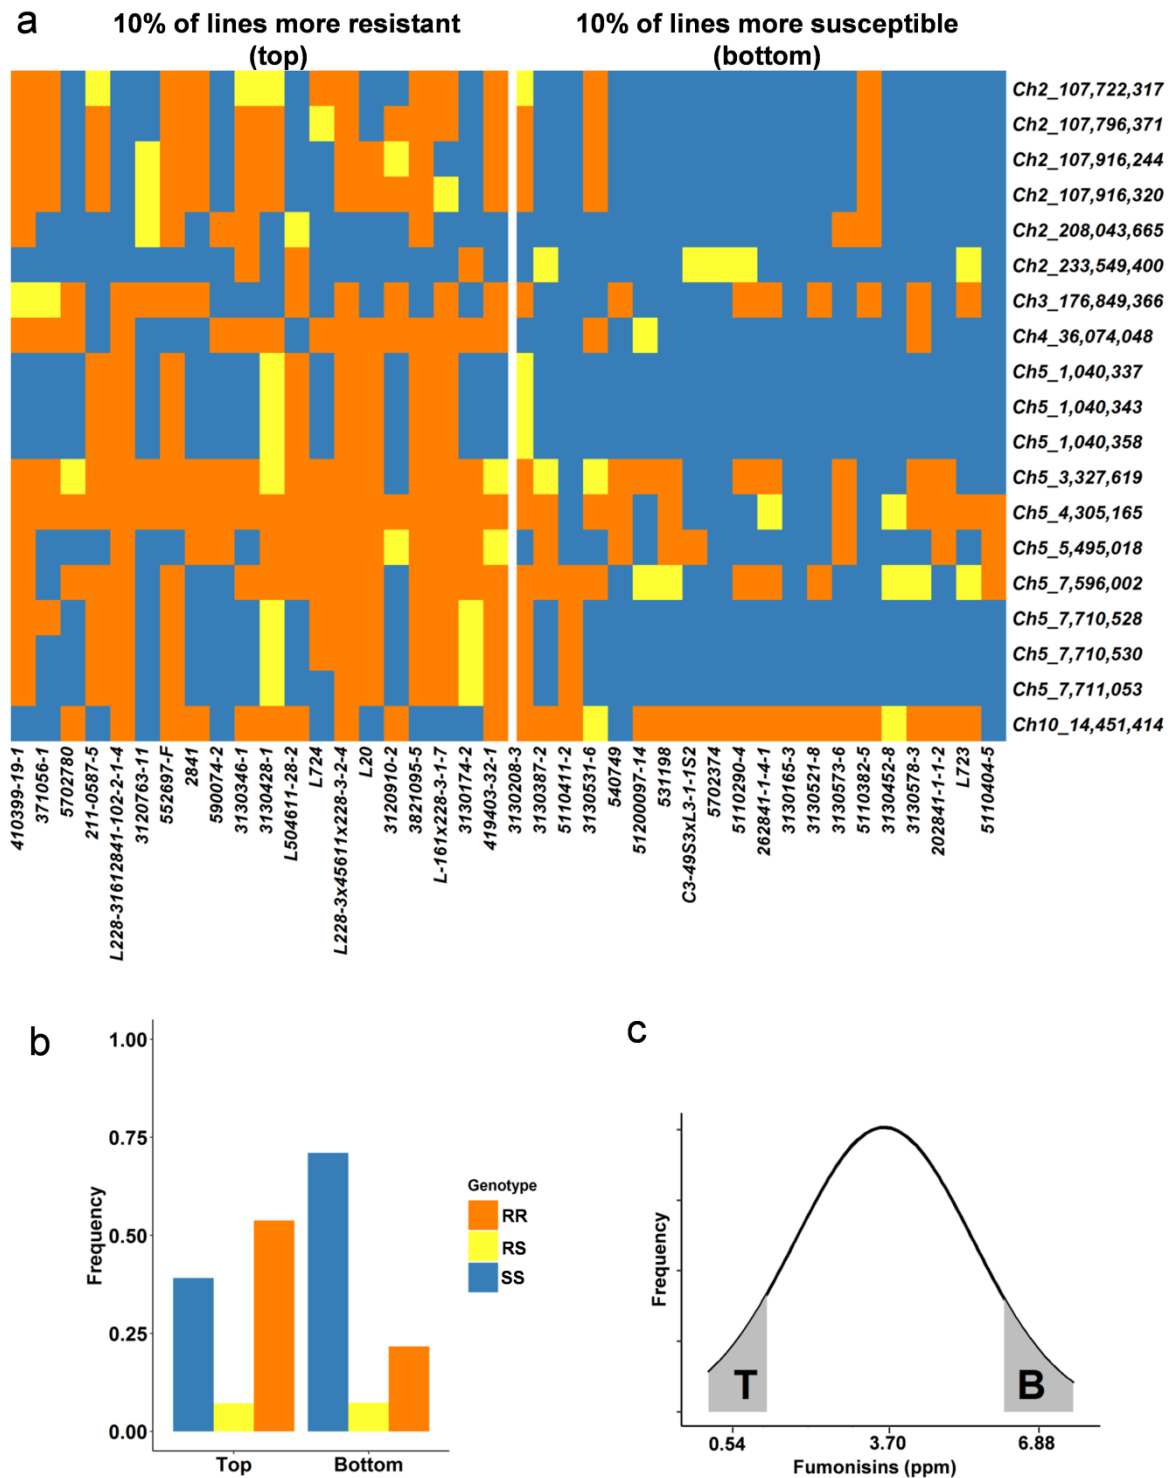 a
10% of lines more resistant
(top)
10% of lines more susceptible
(bottom)
Ch2_107,722,317
Ch2_107,796,371
Ch2_107,916,244
Ch2_107,916,320
Ch2_208,043,665
Ch2_233,549,400
Ch3_176,849,366
Ch4_36,074,048
Ch5_1,040,337
Ch5_1,040,343
Ch5_1,040,358
Ch5_3,327,619
Ch5_4,305,165
Ch5_5,495,018
Ch5_7,596,002
Ch5_7,710,528
Ch5_7,710,530
Ch5_7,711,053
Ch10_14,451,414
410399-19-1
371056-1
5702780
211-0587-5
L228-31612841-102-22-1-4
3120763-11
552697-F
2841
590074-2
3130346-1
3130428-1
L504611-28-2
L724
L228-3x45611x228-3-2-4
L20
3120910-2
3821095-5
L-161x228-3-1-7
3130174-2
419403-32-1
3130208-3
3130387-2
5110411-2
3130531-6
540749
5120097-14
531198
C3-49S3xL3-1-1S2
5702374
5110290-4
262841-1-4-1
3130165-3
3130521-8
3130573-6
5110382-5
3130452-8
3130578-3
202841-1-1-2
L723
5110404-5
b
1.00
0.75
0.50
0.25
0.00
Frequency
Top
Bottom
Genotype
RR
RS
SS
c
Frequency
T
B
0.54
3.70
6.88
Fumonisins (ppm)